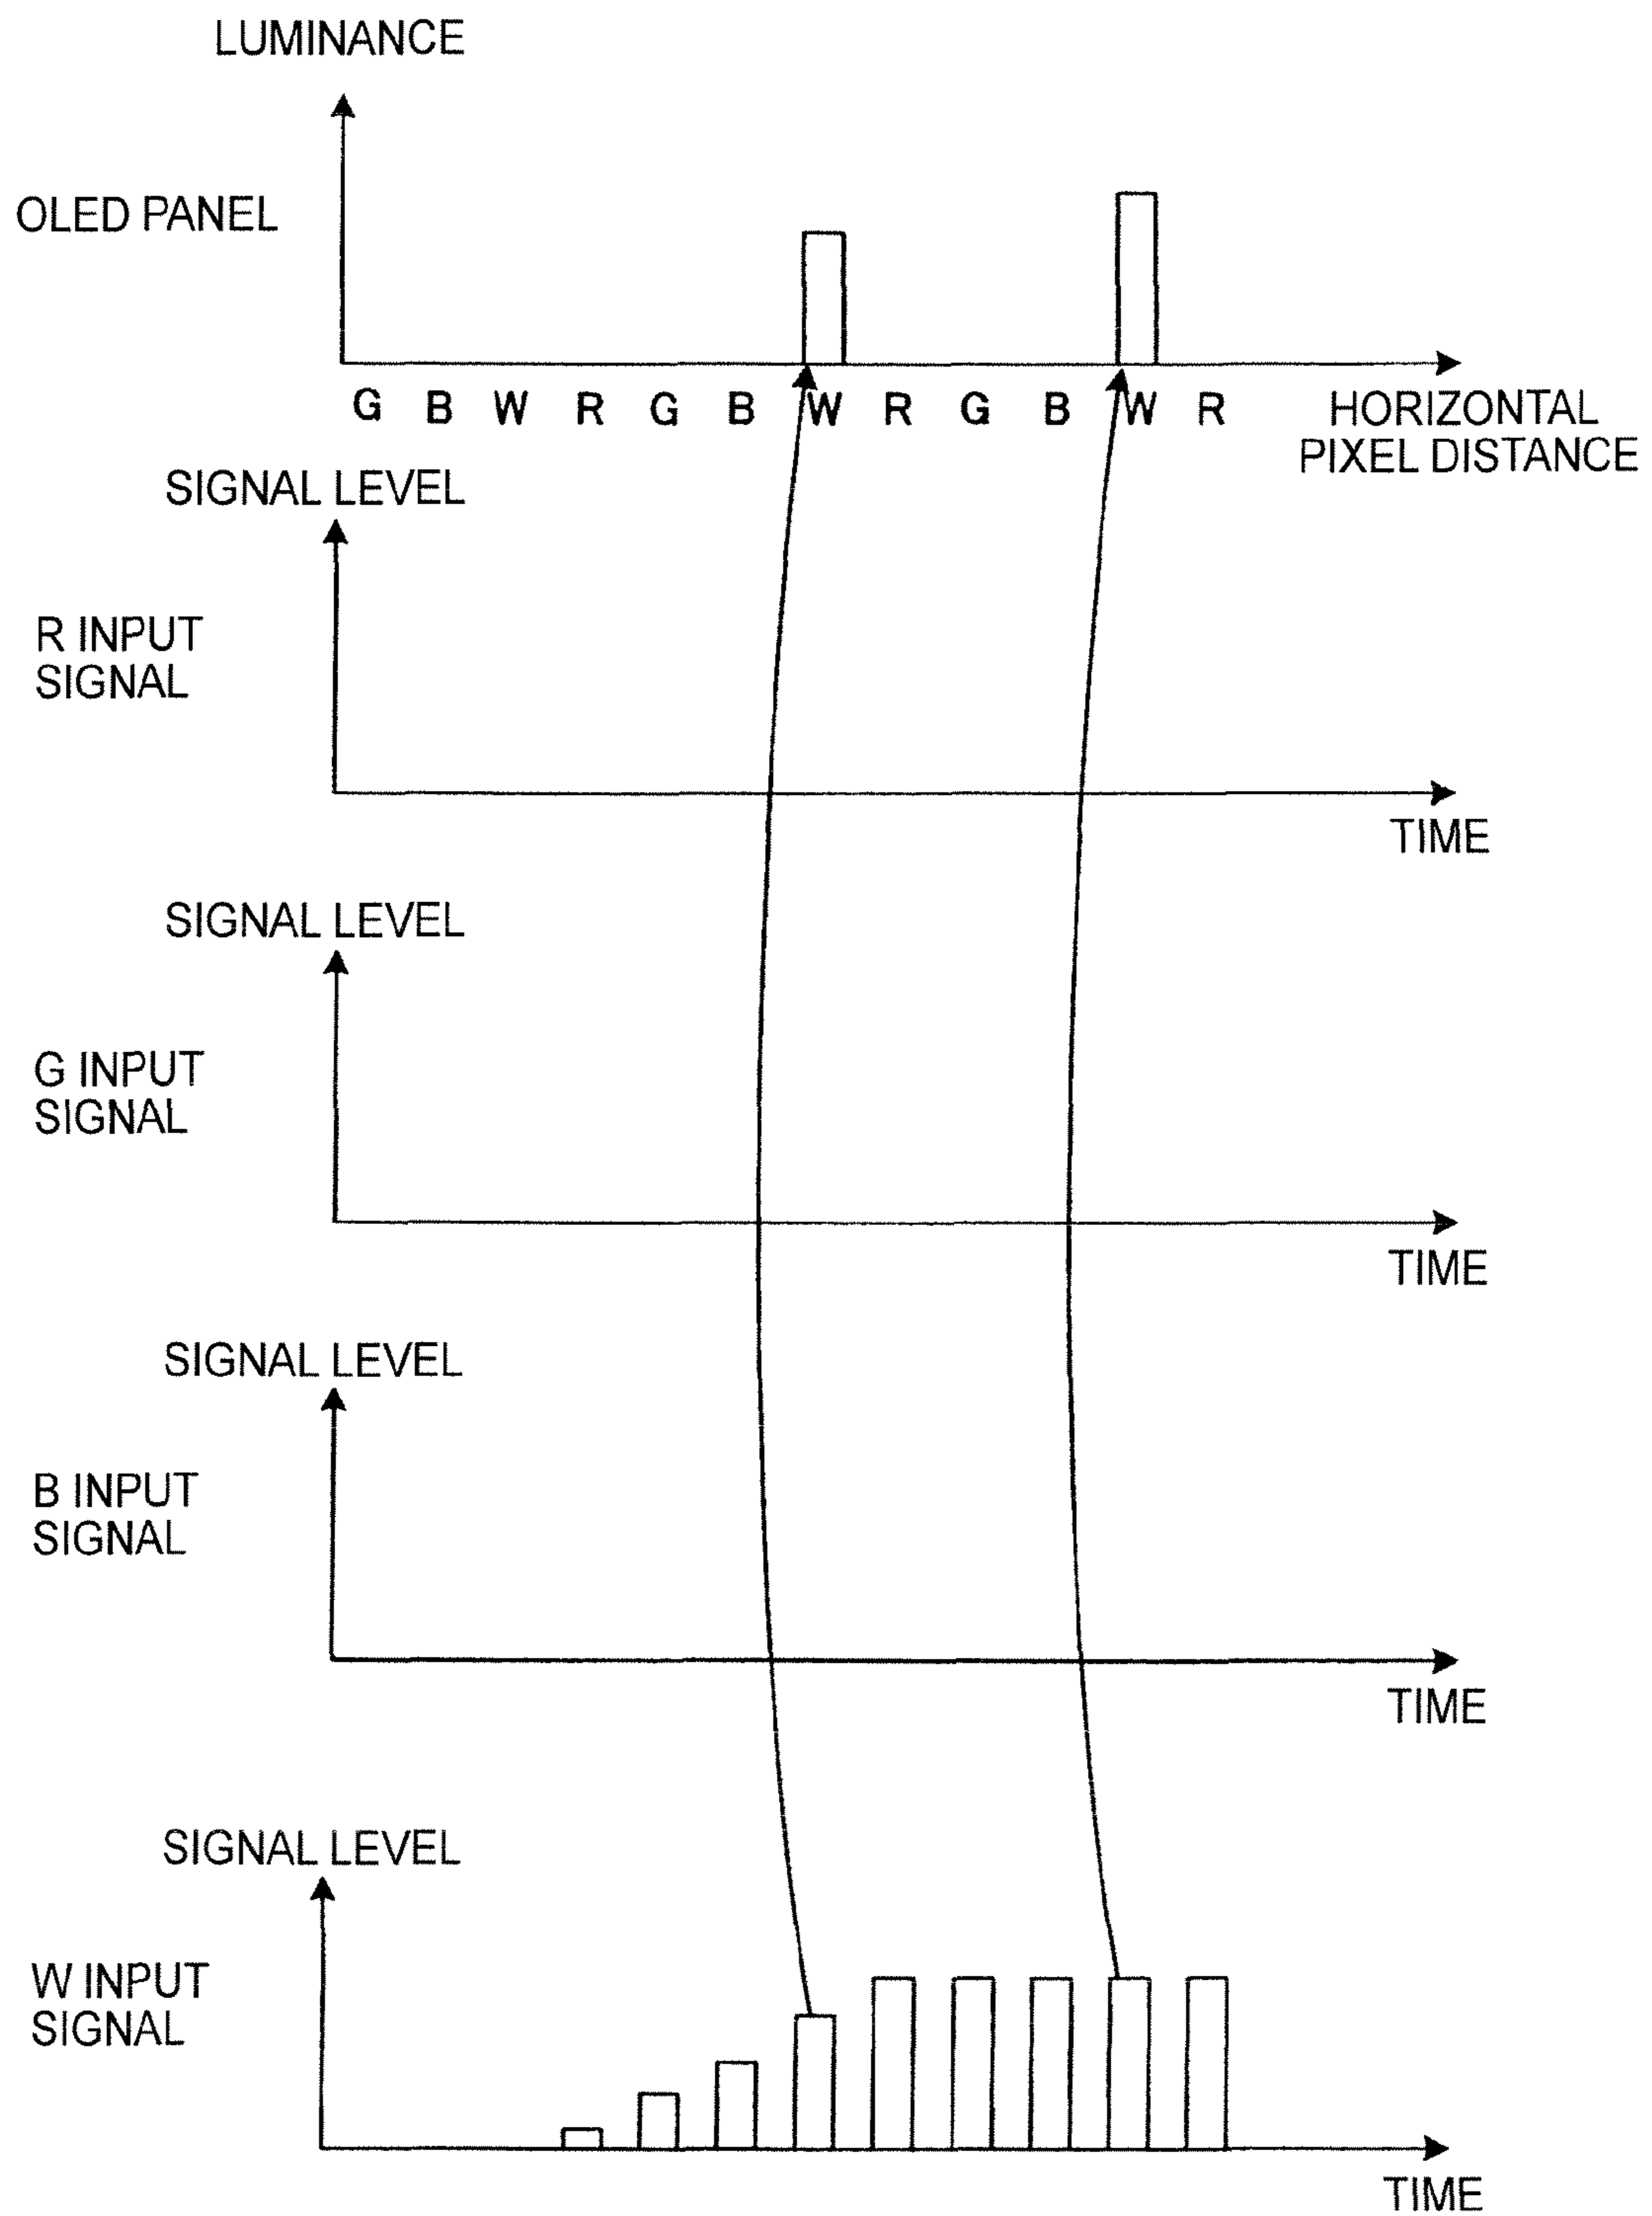 LUMINANCE
OLED PANEL
G B W R G B W R G B W R
HORIZONTAL
PIXEL DISTANCE
SIGNAL LEVEL
R INPUT
SIGNAL
TIME
SIGNAL LEVEL
G INPUT
SIGNAL
TIME
SIGNAL LEVEL
B INPUT
SIGNAL
TIME
SIGNAL LEVEL
W INPUT
SIGNAL
TIME